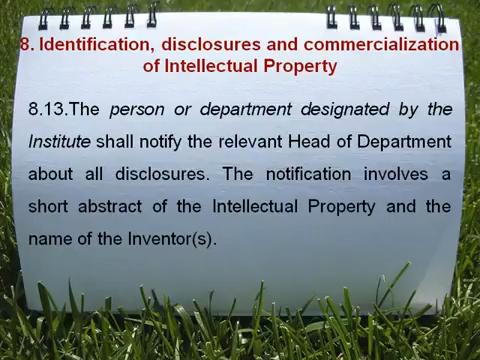 8. Identification, disclosures and commercialization
of Intellectual Property
8.13.The person or department designated by the
Institute shall notify the relevant Head of Department
about all disclosures. The notification involves a
short abstract of the Intellectual Property and the
name of the Inventor(s).